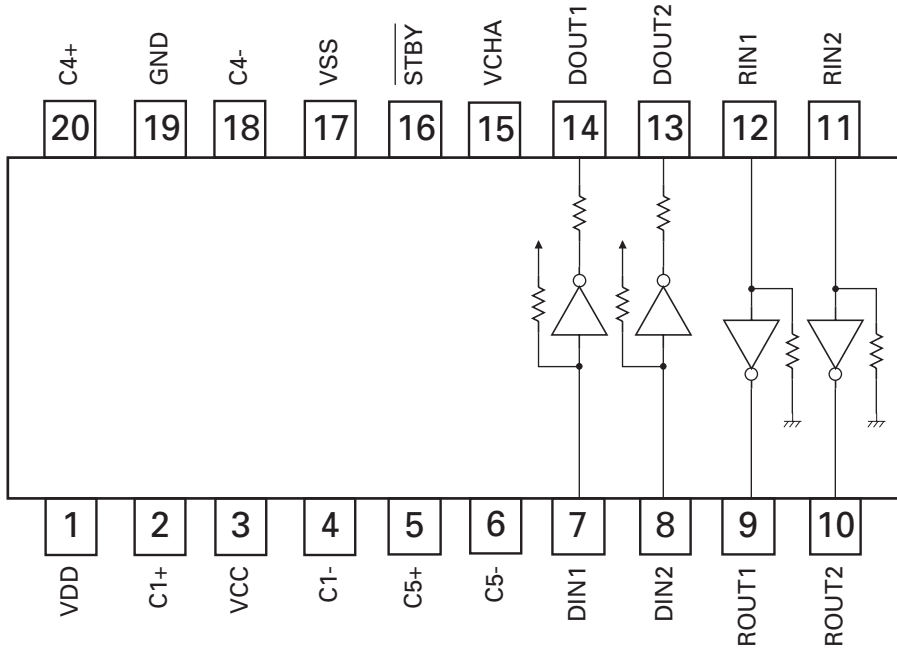 C4+ GND C4- VSS STBY VCHA DOUT1 DOUT2 RIN1 RIN2
20 19 18 17 16 15 14 13 12 11
1 2 3 4 5 6 7 8 9 10
VDD C1+ VCC C1- C5+ C5- DIN1 DIN2 ROUT1 ROUT2